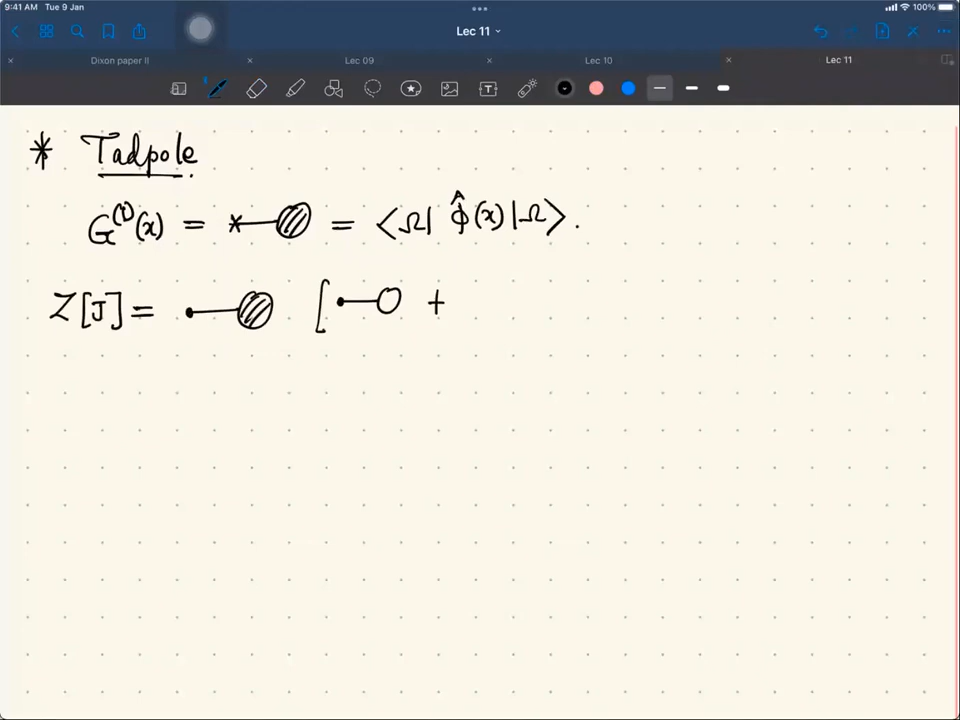 9:41 AM Tue 9 Jan
100%
Lec 11
Dixon paper II
Lec 09
Lec 10
Lec 11
* Tadpole
G⁽¹⁾(x) = = <Ω| Φ̂(x) |Ω>.
Z[J] = [ +